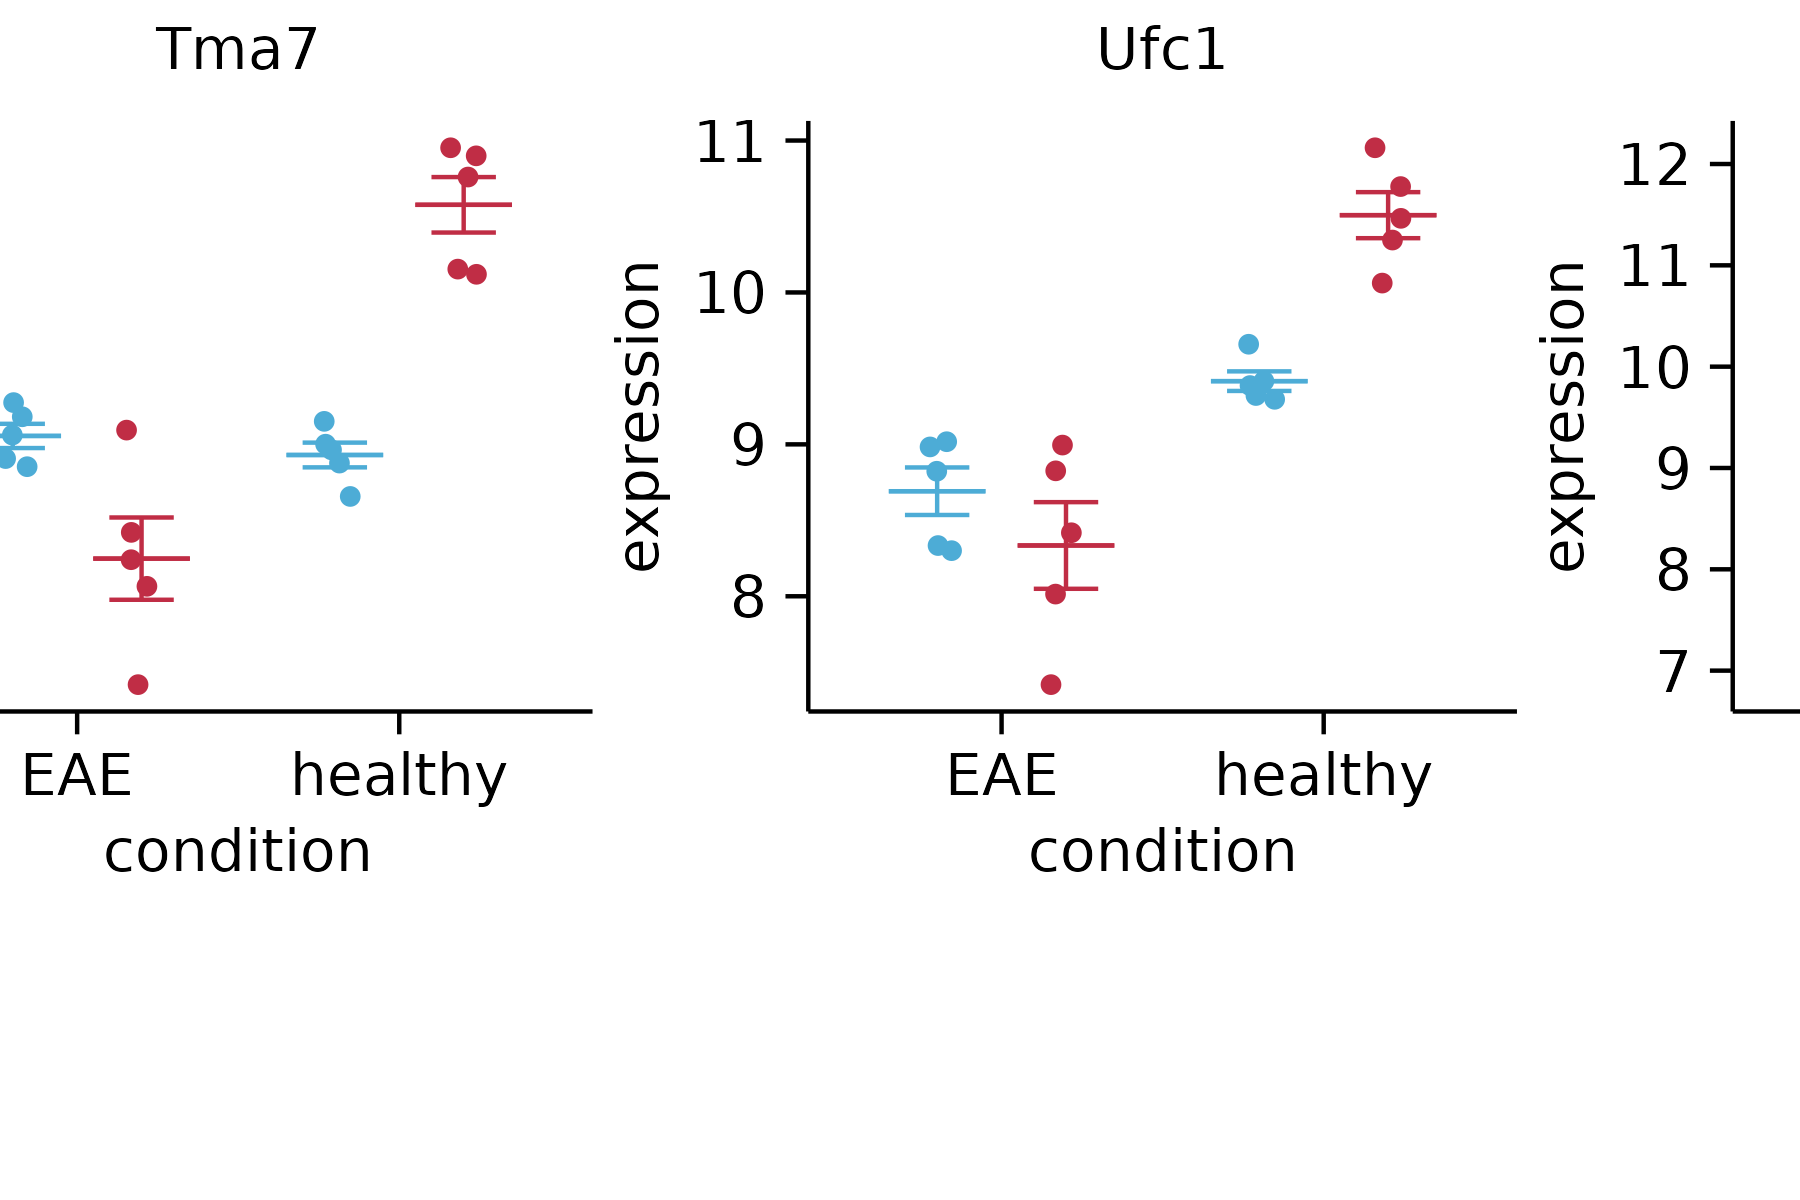 Tma7
EAE
healthy
condition
Ufc1
expression
11
10
9
8
EAE
healthy
condition
expression
12
11
10
9
8
7